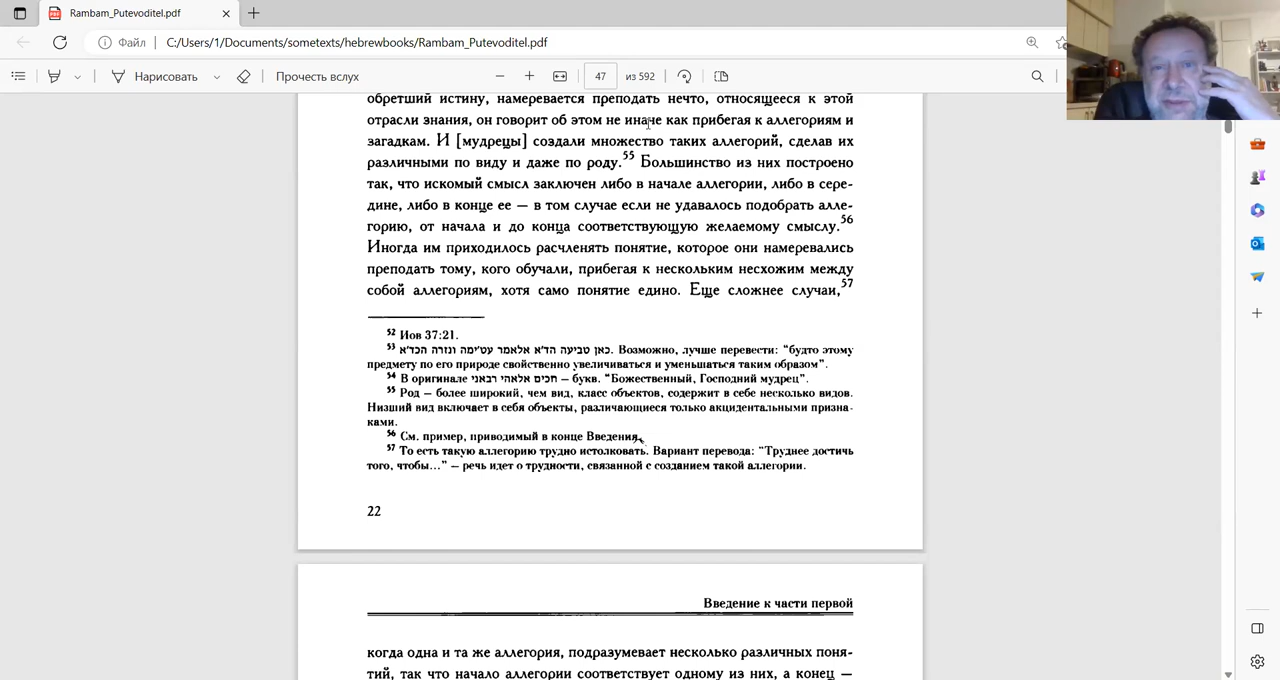 Rambam_Putevoditel.pdf
Файл
C:/Users/1/Documents/sometexts/hebrewbooks/Rambam_Putevoditel.pdf
Нарисовать
Прочесть вслух
47 из 592
обретший истину, намеревается преподать нечто, относящееся к этой
отрасли знания, он говорит об этом не иначе как прибегая к аллегориям и
загадкам. И [мудрецы] создали множество таких аллегорий, сделав их
различными по виду и даже по роду.55 Большинство из них построено
так, что искомый смысл заключен либо в начале аллегории, либо в сере-
дине, либо в конце ее — в том случае если не удавалось подобрать алле-
горию, от начала и до конца соответствующую желаемому смыслу.56
Иногда им приходилось расчленять понятие, которое они намеревались
преподать тому, кого обучали, прибегая к нескольким несхожим между
собой аллегориям, хотя само понятие едино. Еще сложнее случаи,57
52 Иов 37:21.
53 כאן טביעה הד'א אלאמר עט'ימה ונזרה הכד'א. Возможно, лучше перевести: “будто этому
предмету по его природе свойственно увеличиваться и уменьшаться таким образом”.
54 В оригинале חכים אלאהי רבאני – букв. “Божественный, Господний мудрец”.
55 Род – более широкий, чем вид, класс объектов, содержит в себе несколько видов.
Низший вид включает в себя объекты, различающиеся только акцидентальными призна-
ками.
56 См. пример, приводимый в конце Введения.
57 То есть такую аллегорию трудно истолковать. Вариант перевода: “Труднее достичь
того, чтобы...” – речь идет о трудности, связанной с созданием такой аллегории.
22
Введение к части первой
когда одна и та же аллегория, подразумевает несколько различных поня-
тий, так что начало аллегории соответствует одному из них, а конец —